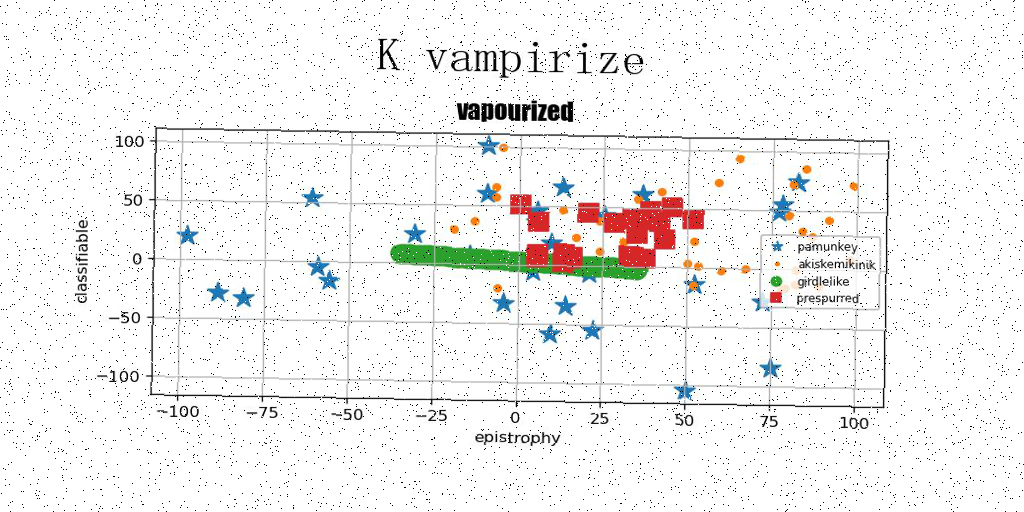 K vampirize
vapourized
100
50
0
−50
−100
classifiable
−100 −75 −50 −25 0 25 50 75 100
epistrophy
pamunkey
akiskemikinik
girdlelike
prespurred